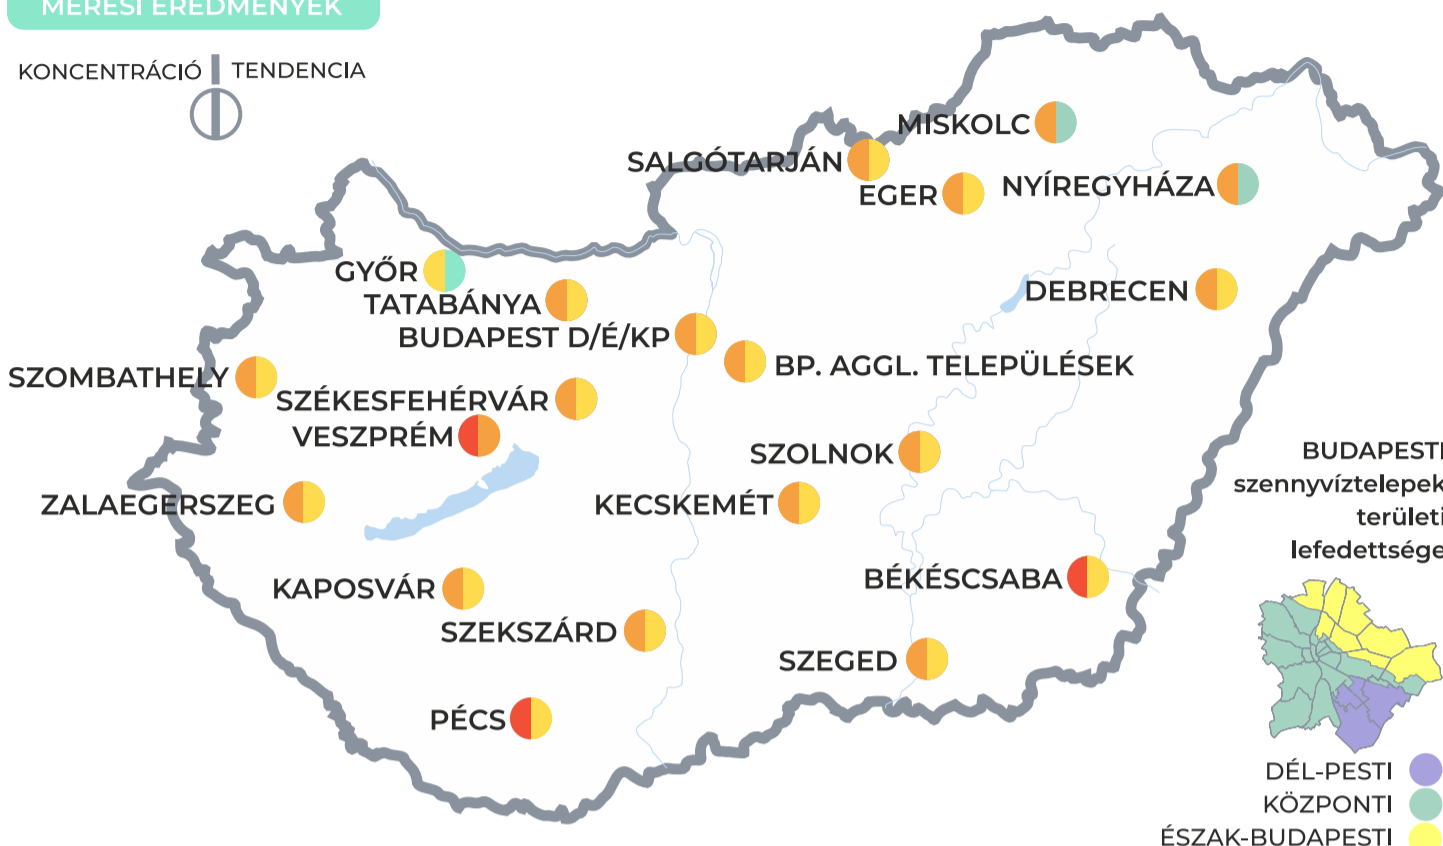 MÉRÉSI EREDMÉNYEK
KONCENTRÁCIÓ
TENDENCIA
MISKOLC
SALGÓTARJÁN
EGER
NYÍREGYHÁZA
GYŐR
TATABÁNYA
DEBRECEN
BUDAPEST D/É/KP
BP. AGGL. TELEPÜLÉSEK
SZOMBATHELY
SZÉKESFEHÉRVÁR
VESZPRÉM
SZOLNOK
ZALAEGERSZEG
KECSKEMÉT
BUDAPESTI
szennyvíztelepek
területi
lefedettsége
KAPOSVÁR
BÉKÉSCSABA
SZEKSZÁRD
SZEGED
PÉCS
DÉL-PESTI
KÖZPONTI
ÉSZAK-BUDAPESTI